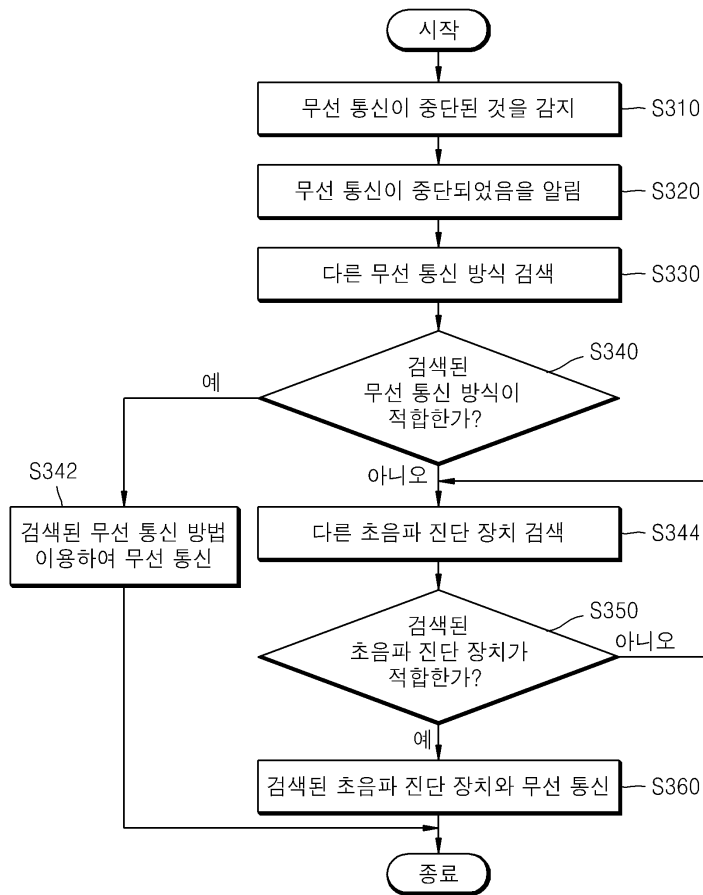 시작
무선 통신이 중단된 것을 감지
S310
무선 통신이 중단되었음을 알림
S320
다른 무선 통신 방식 검색
S330
검색된
무선 통신 방식이
적합한가?
S340
예
아니오
S342
검색된 무선 통신 방법
이용하여 무선 통신
다른 초음파 진단 장치 검색
S344
검색된
초음파 진단 장치가
적합한가?
S350
아니오
예
검색된 초음파 진단 장치와 무선 통신
S360
종료